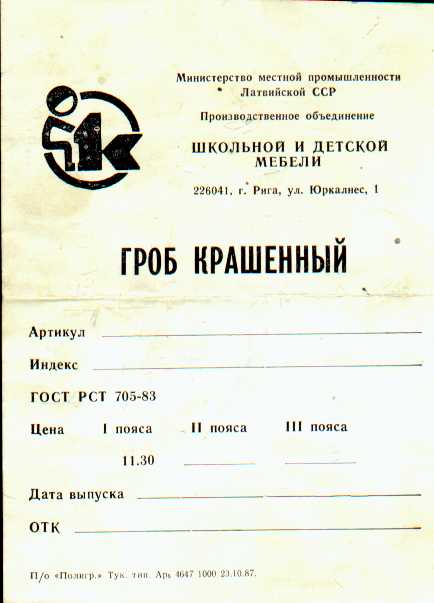 1к
Министерство местной промышленности
Латвийской ССР
Производственное объединение
ШКОЛЬНОЙ И ДЕТСКОЙ
МЕБЕЛИ
226041, г. Рига, ул. Юркалнес, 1
ГРОБ КРАШЕННЫЙ
Артикул
Индекс
ГОСТ РСТ 705-83
Цена I пояса II пояса III пояса
11.30
Дата выпуска
ОТК
П/о «Полигр.» Тук. тип. 4647 1000 23.10.87.